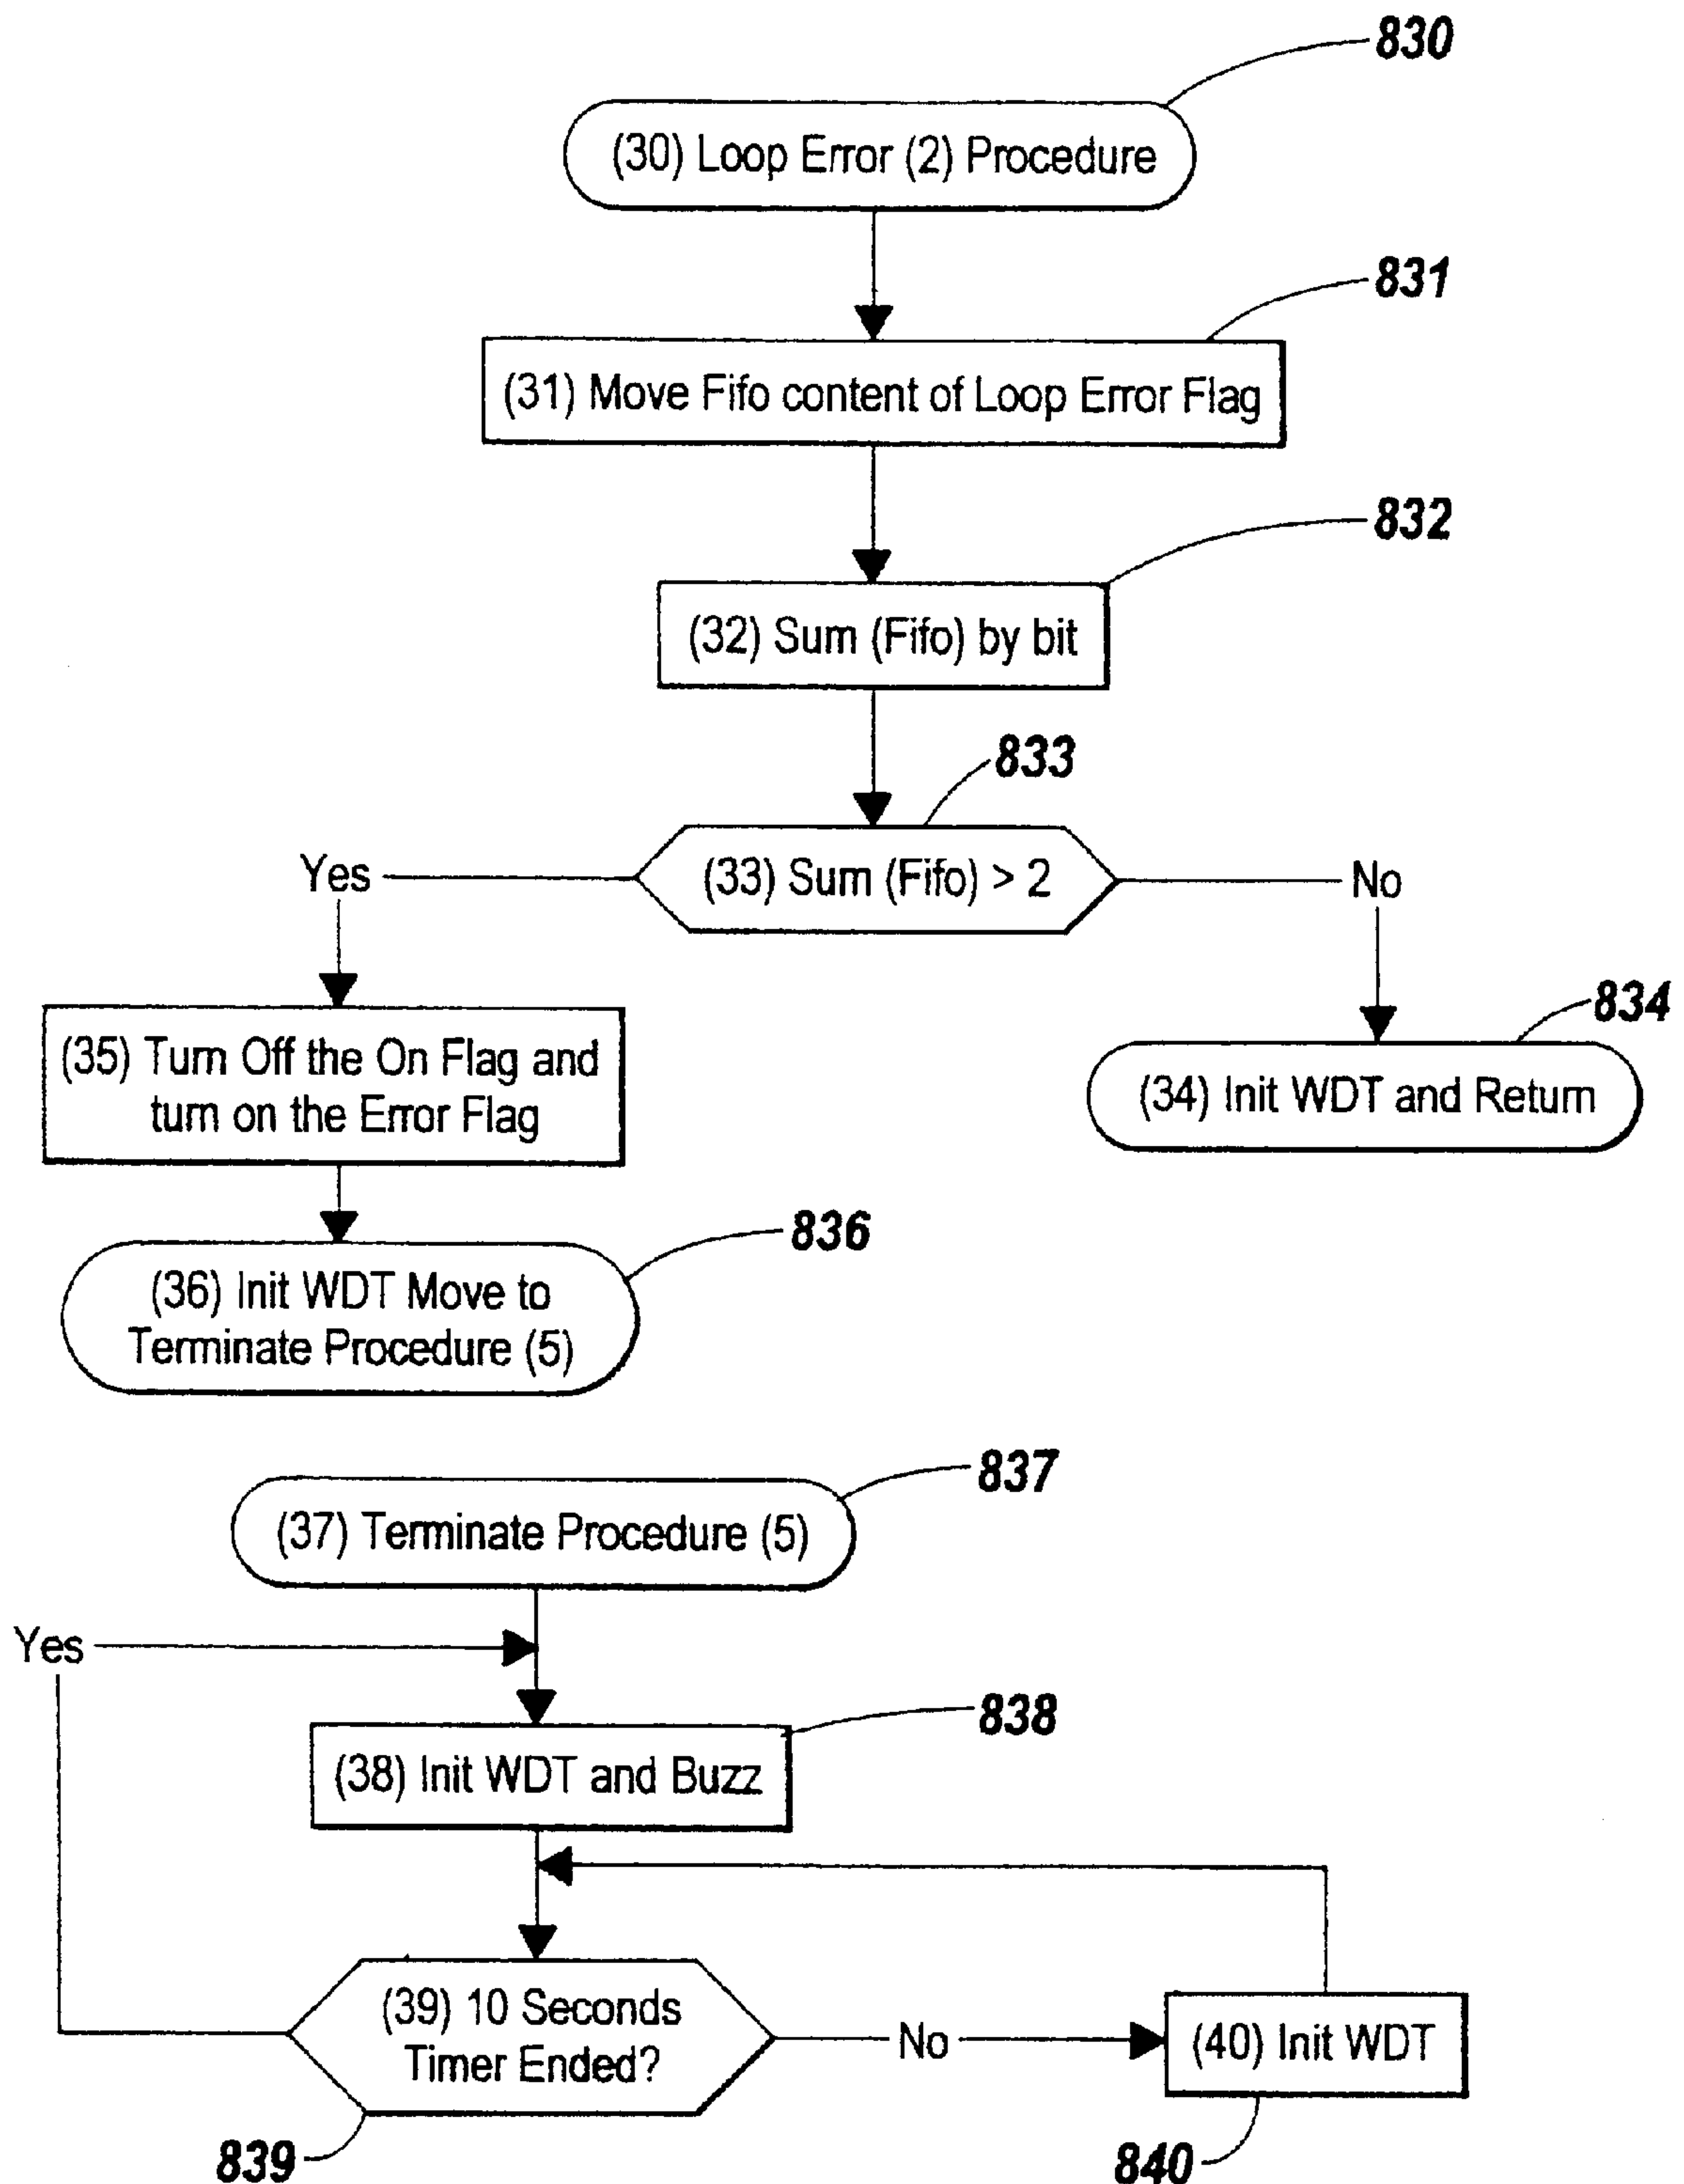 830
(30) Loop Error (2) Procedure
831
(31) Move Fifo content of Loop Error Flag
832
(32) Sum (Fifo) by bit
833
Yes
(33) Sum (Fifo) > 2
No
834
(35) Turn Off the On Flag and
turn on the Error Flag
(34) Init WDT and Return
836
(36) Init WDT Move to
Terminate Procedure (5)
837
(37) Terminate Procedure (5)
Yes
838
(38) Init WDT and Buzz
(39) 10 Seconds
Timer Ended?
No
(40) Init WDT
839
840